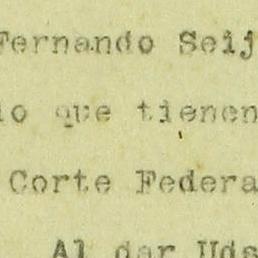 Fernando Seij
lo que tienen
Corte Federa
Al dar Uds